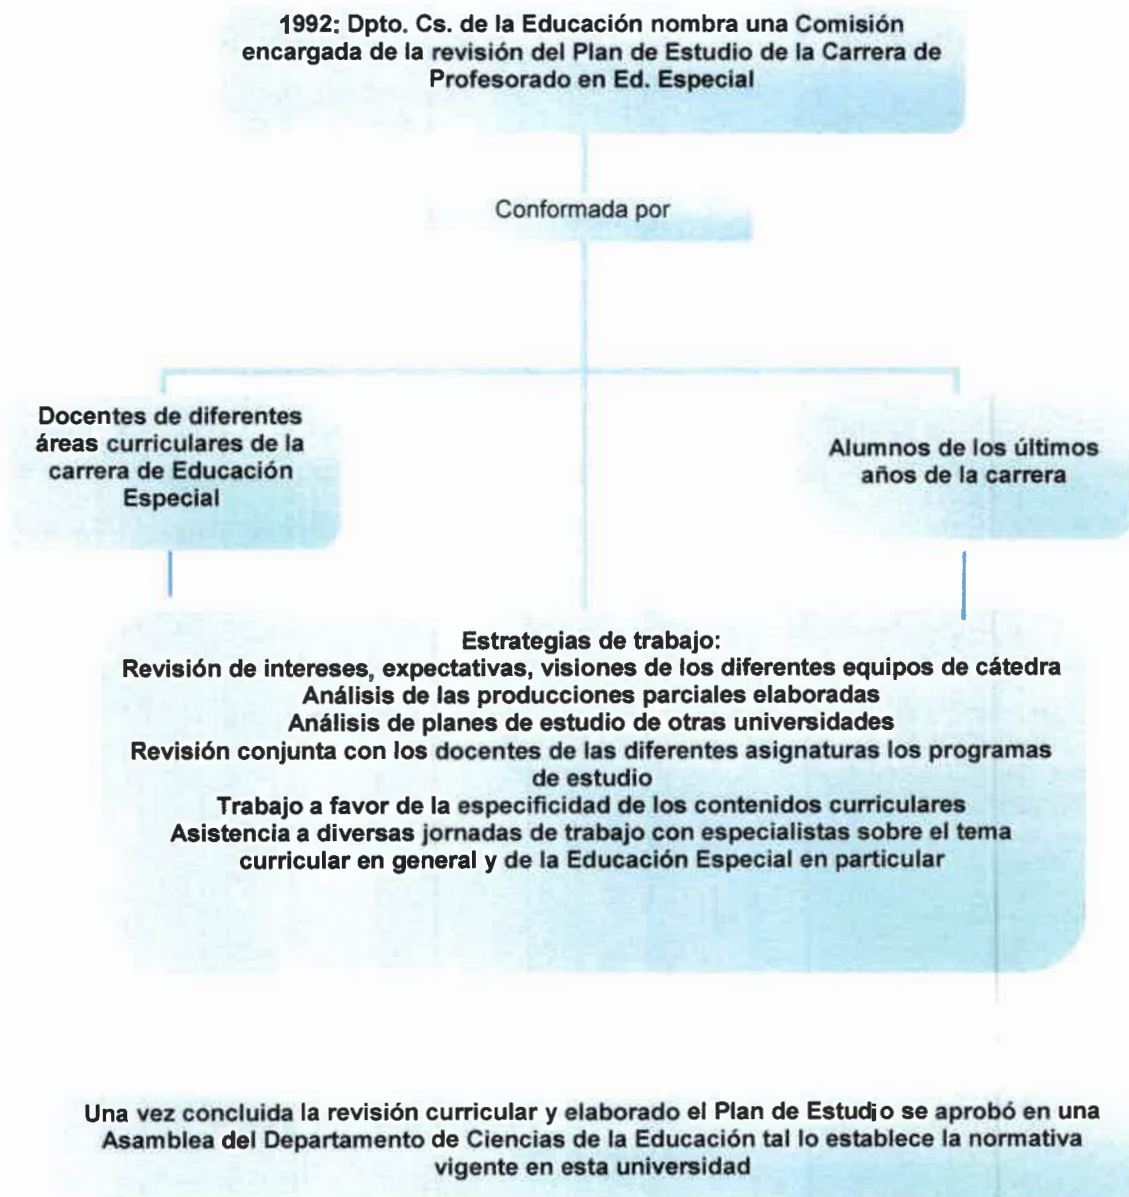 1992: Dpto. Cs. de la Educación nombra una Comisión
encargada de la revisión del Plan de Estudio de la Carrera de
Profesorado en Ed. Especial
Conformada por
Docentes de diferentes
áreas curriculares de la
carrera de Educación
Especial
Alumnos de los últimos
años de la carrera
Estrategias de trabajo:
Revisión de intereses, expectativas, visiones de los diferentes equipos de cátedra
Análisis de las producciones parciales elaboradas
Análisis de planes de estudio de otras universidades
Revisión conjunta con los docentes de las diferentes asignaturas los programas
de estudio
Trabajo a favor de la especificidad de los contenidos curriculares
Asistencia a diversas jornadas de trabajo con especialistas sobre el tema
curricular en general y de la Educación Especial en particular
Una vez concluida la revisión curricular y elaborado el Plan de Estudio se aprobó en una
Asamblea del Departamento de Ciencias de la Educación tal lo establece la normativa
vigente en esta universidad